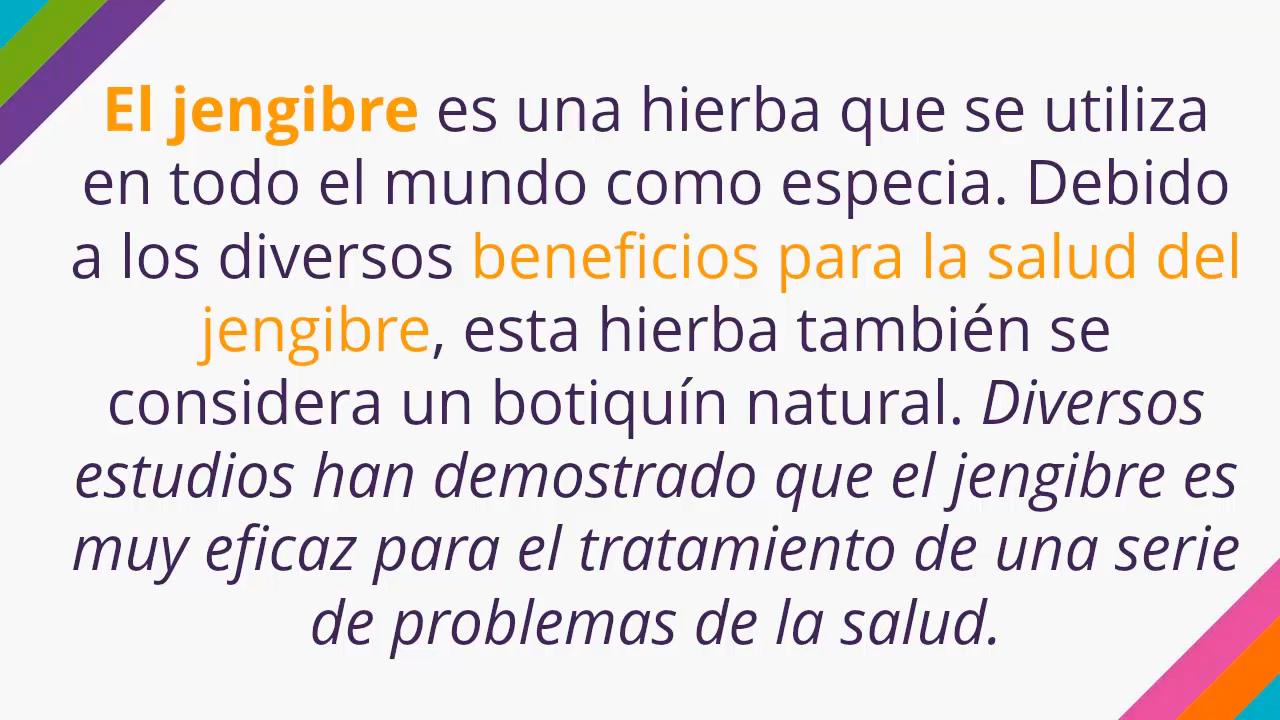 El jengibre es una hierba que se utiliza
en todo el mundo como especia. Debido
a los diversos beneficios para la salud del
jengibre, esta hierba también se
considera un botiquín natural. Diversos
estudios han demostrado que el jengibre es
muy eficaz para el tratamiento de una serie
de problemas de la salud.